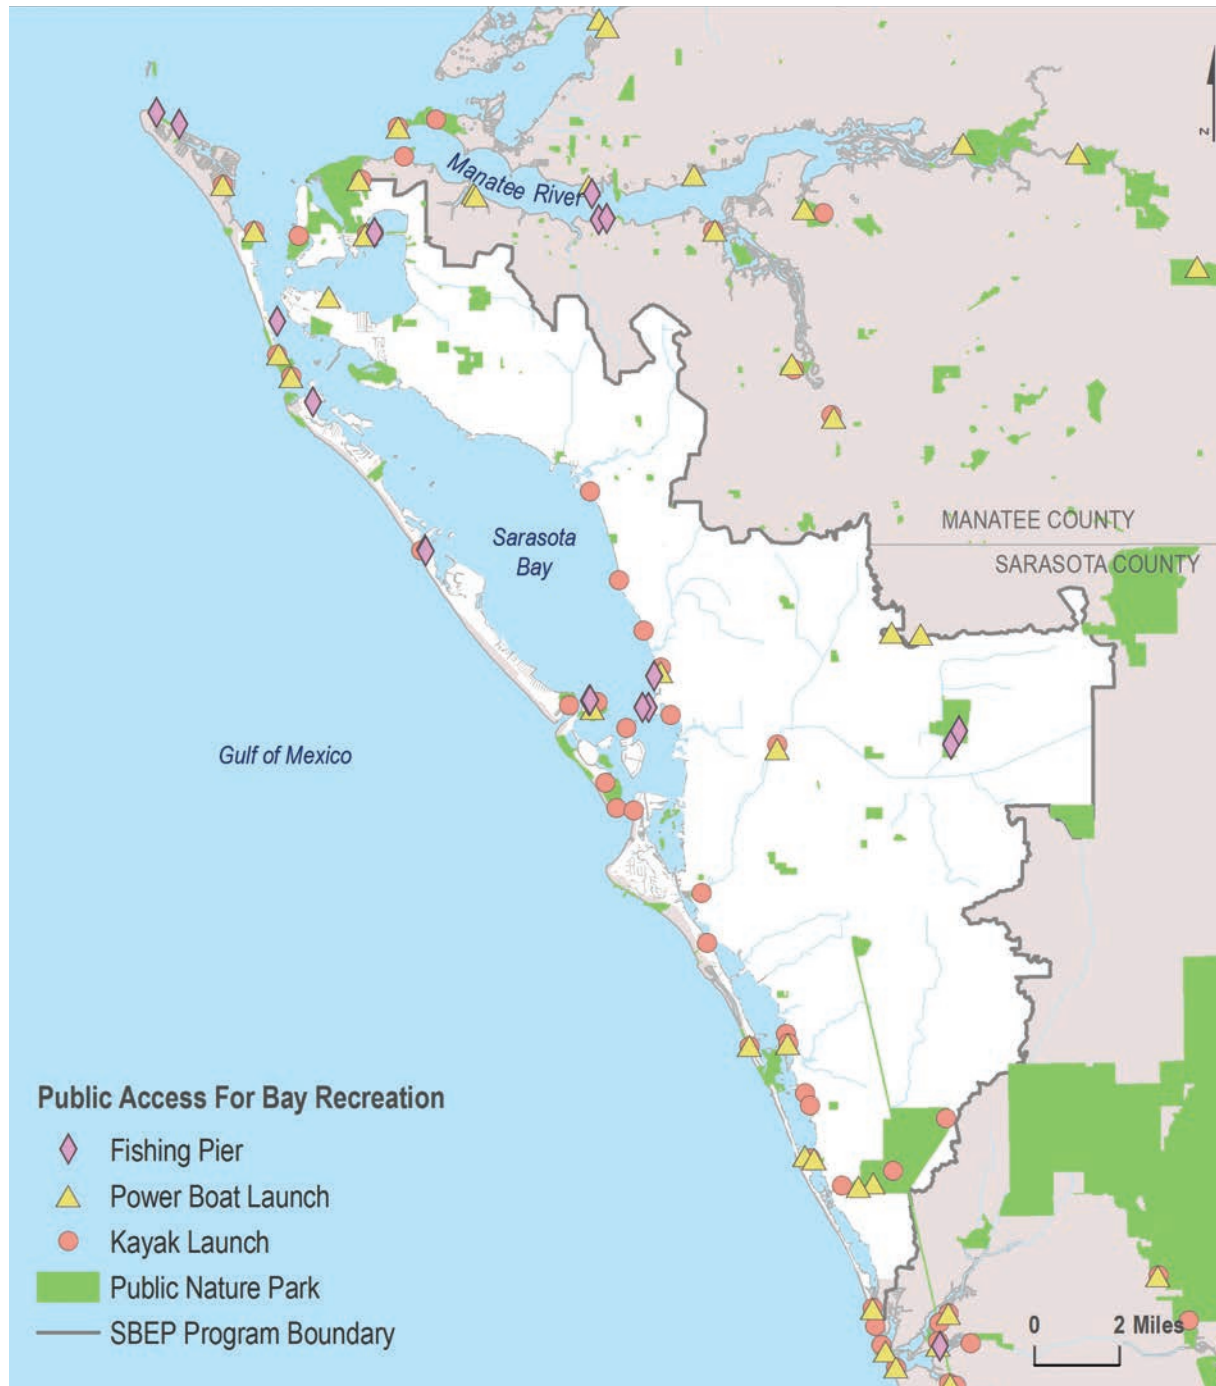 N
Manatee River
MANATEE COUNTY
SARASOTA COUNTY
Sarasota
Bay
Gulf of Mexico
Public Access For Bay Recreation
Fishing Pier
Power Boat Launch
Kayak Launch
Public Nature Park
SBEP Program Boundary
0 2 Miles